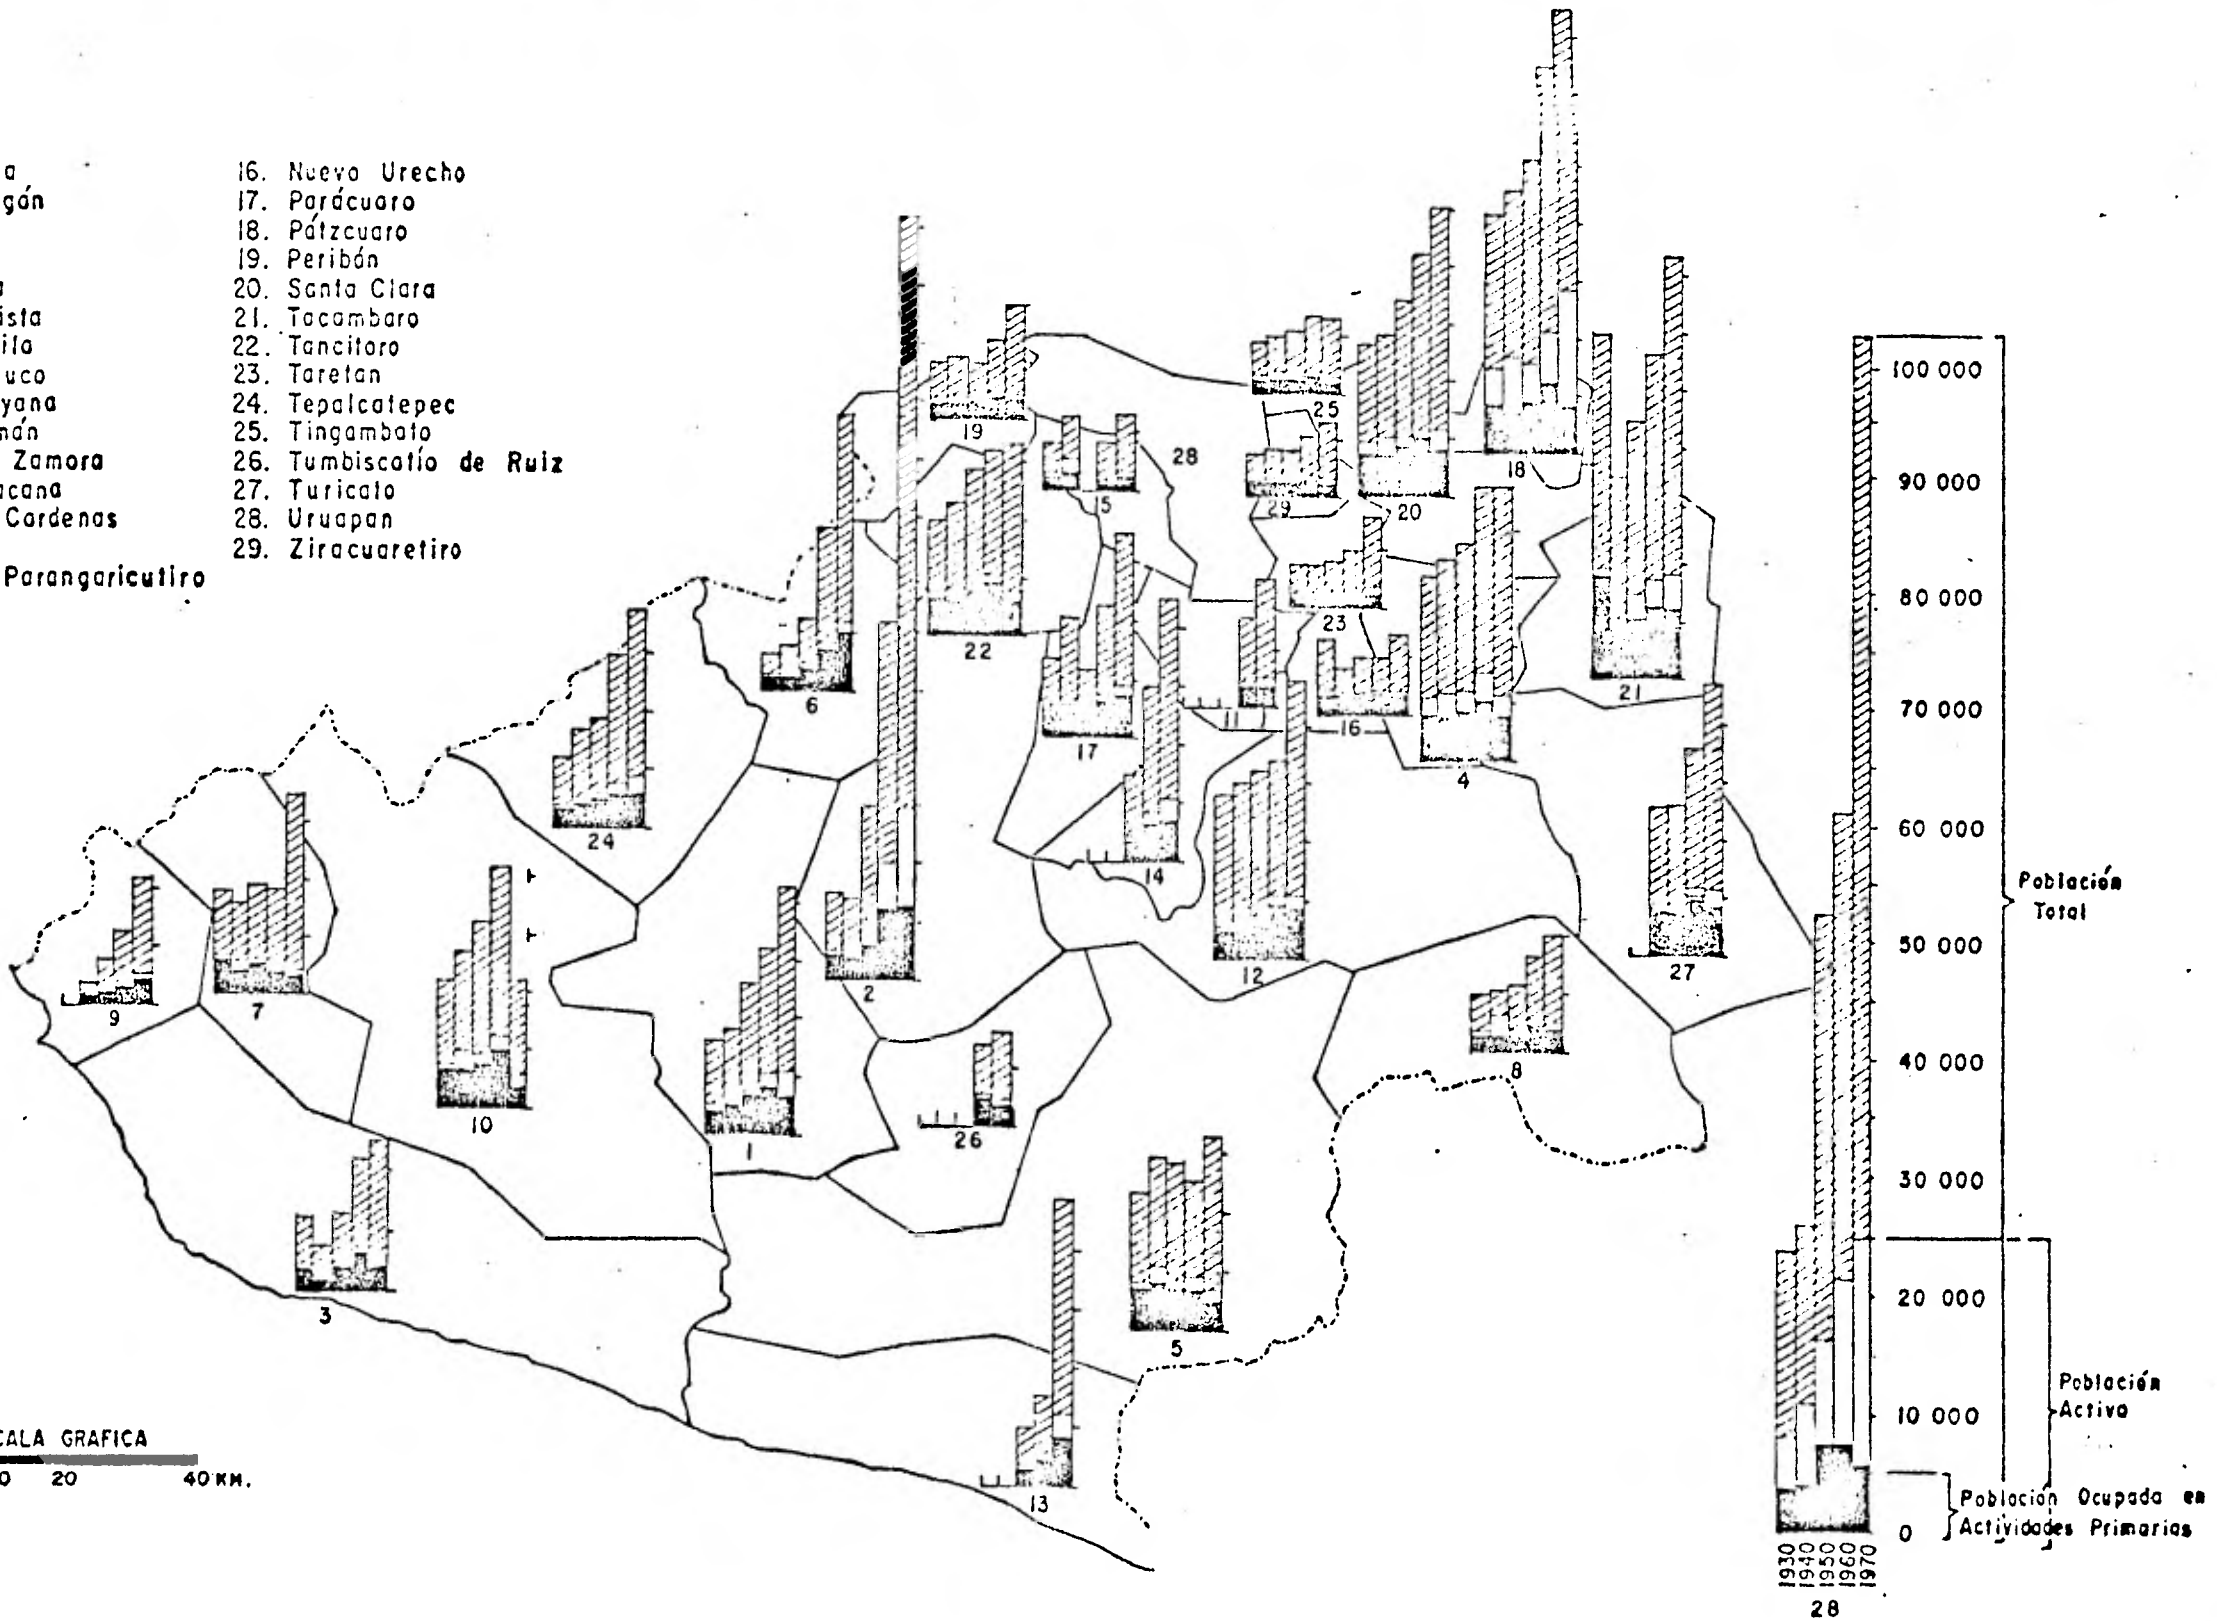 a
gán
a
ista
ila
uco
yana
mán
Zamora
acana
Cardenas
Parangaricutiro
16. Nuevo Urecho
17. Parácuaro
18. Pátzcuaro
19. Peribán
20. Santa Clara
21. Tacambaro
22. Tancitaro
23. Taretan
24. Tepalcatepec
25. Tingambato
26. Tumbiscatío de Ruiz
27. Turicato
28. Uruapan
29. Ziracuaretiro
19
25
18
15
28
29
20
22
23
6
11
16
21
17
4
24
14
12
27
9
7
2
10
1
26
8
3
5
13
100 000
90 000
80 000
70 000
60 000
50 000
40 000
30 000
20 000
10 000
0
Población
Total
Población
Activa
Población Ocupada en
Actividades Primarias
1930
1940
1950
1960
1970
28
CALA GRAFICA
0 20 40 KM.